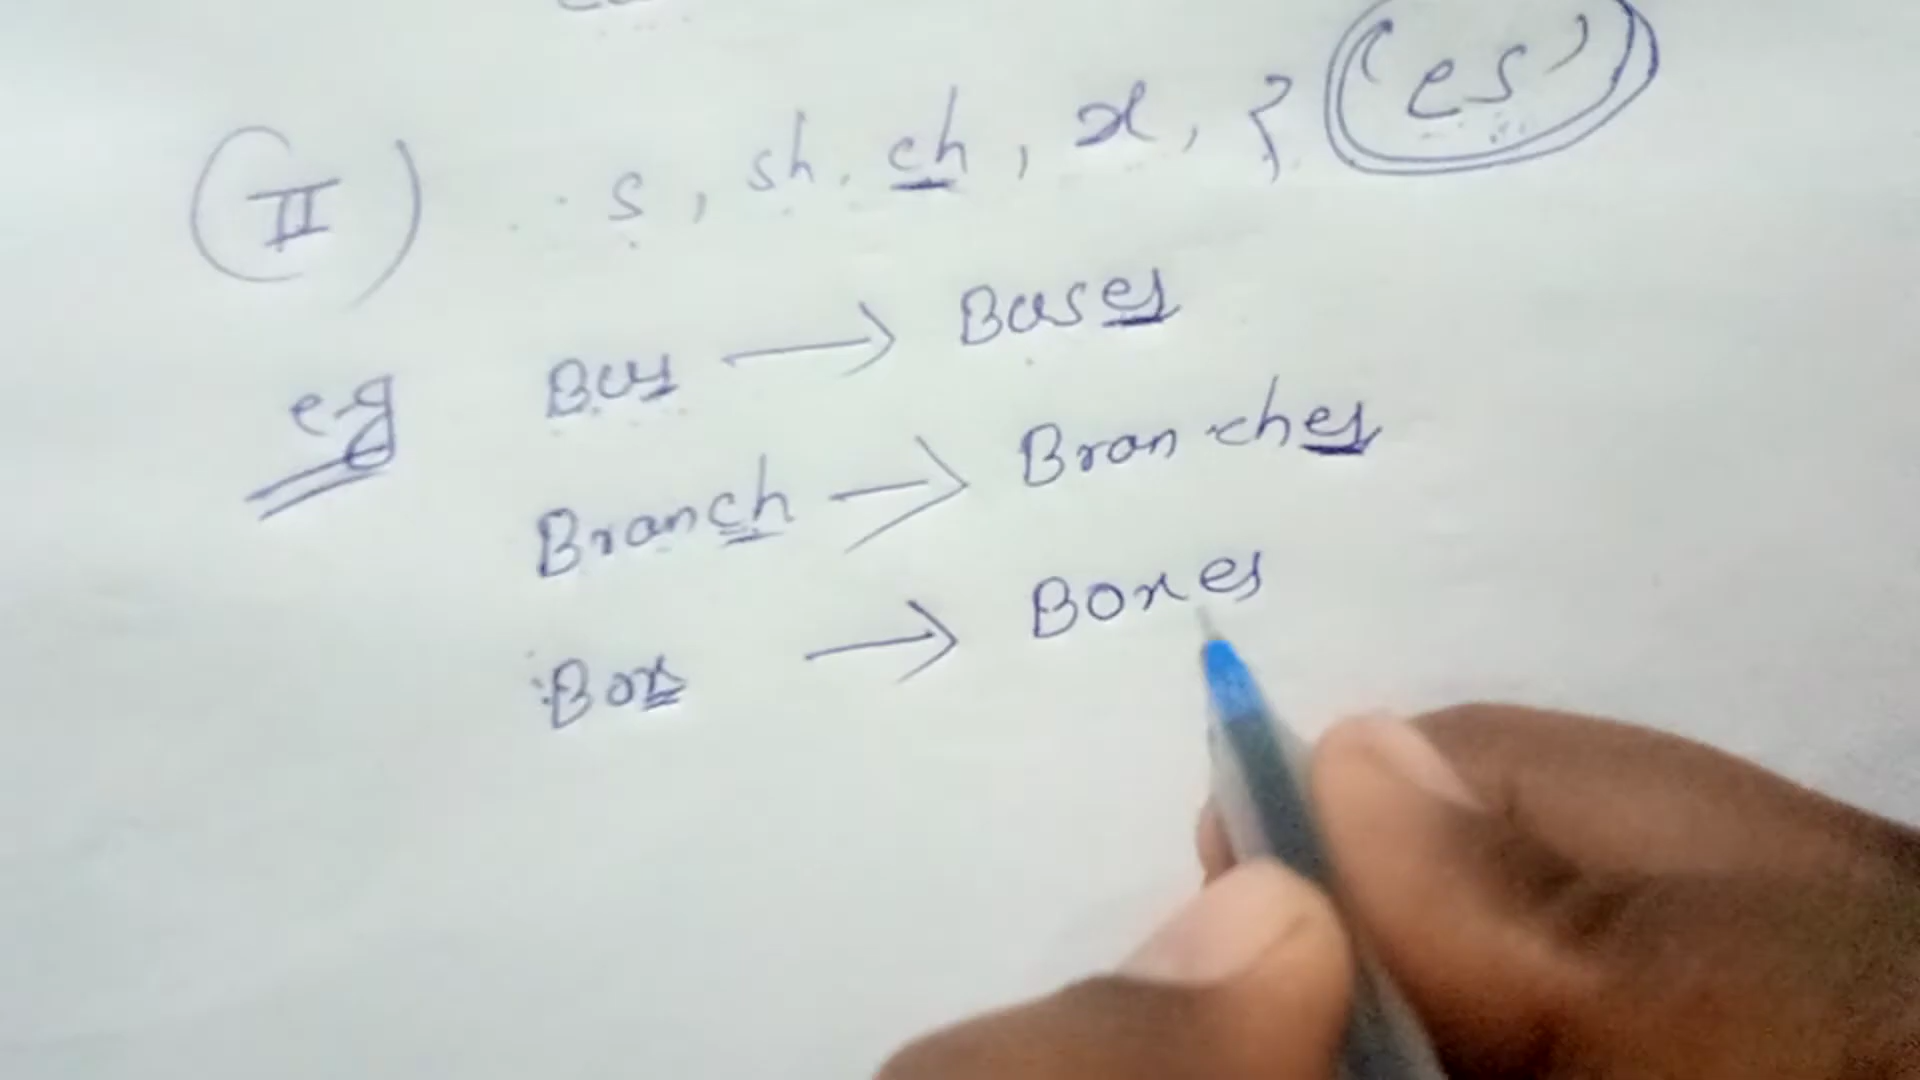 (II) s, sh, ch, x, } ('es')
eg Bus → Buses
Branch → Branches
Box → Boxes